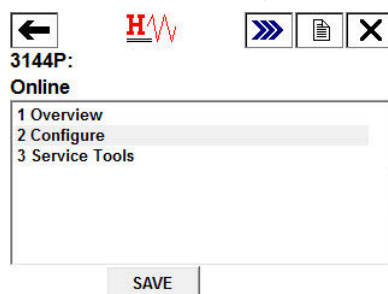 H
3144P:
Online
1 Overview
2 Configure
3 Service Tools
SAVE